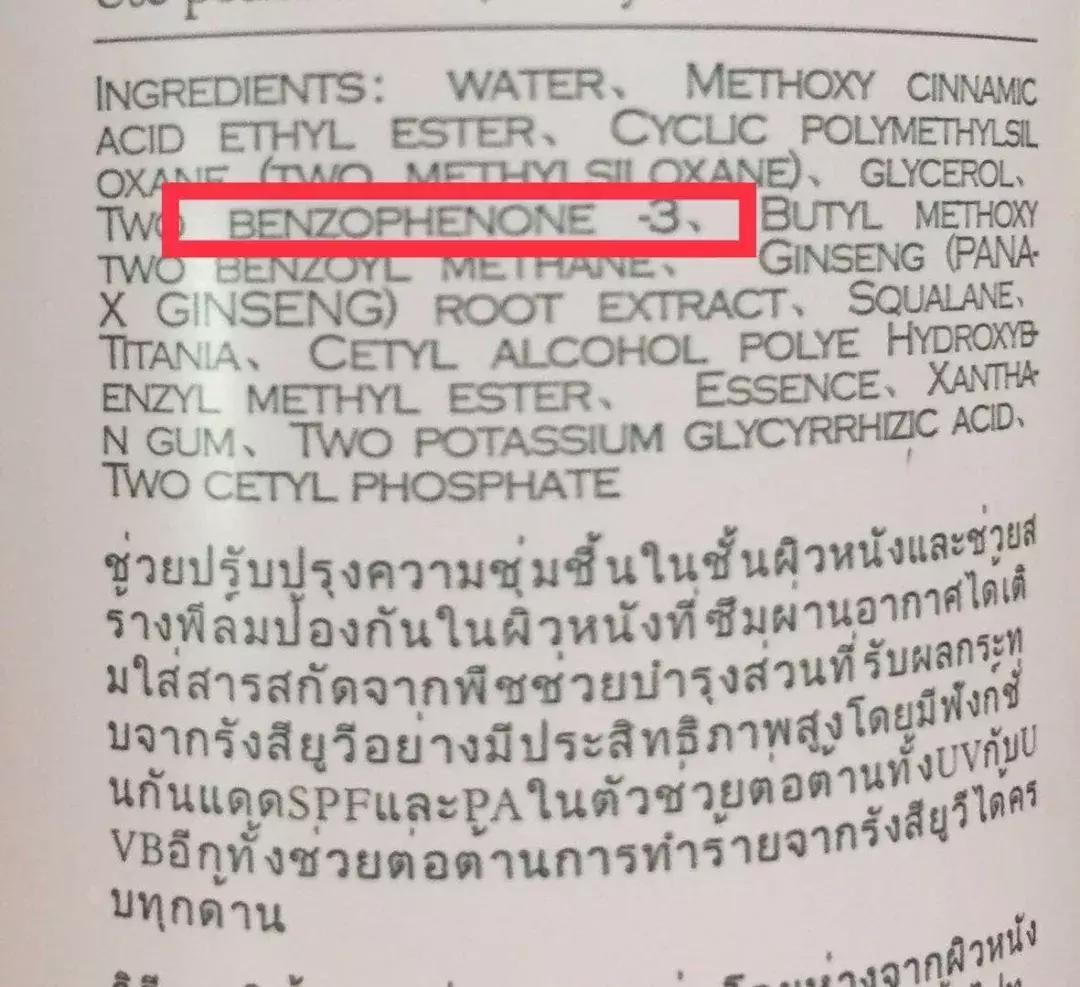 INGREDIENTS: WATER、 METHOXY CINNAMIC
ACID ETHYL ESTER、 CYCLIC POLYMETHYLSIL
OXANE (TWO METHYLSILOXANE)、 GLYCEROL、
TWO BENZOPHENONE -3、 BUTYL METHOXY
TWO BENZOYL METHANE、 GINSENG (PANA-
X GINSENG) ROOT EXTRACT、 SQUALANE、
TITANIA、 CETYL ALCOHOL POLYE HYDROXYB-
ENZYL METHYL ESTER、 ESSENCE、 XANTHA-
N GUM、 TWO POTASSIUM GLYCYRRHIZIC ACID、
TWO CETYL PHOSPHATE
ช่วยปรับปรุงความชุ่มชื้นในชั้นผิวหนังและช่วยส
ร้างฟิล์มป้องกันในผิวหนังที่ซึมผ่านอากาศได้เติ
มใส่สารสกัดจากพืชช่วยบำรุงส่วนที่รับผลกระท
บจากรังสียูวีอย่างมีประสิทธิภาพสูงโดยมีฟังก์ชั่
นกันแดดSPFและPAในตัวช่วยต่อต้านทั้งUVกับU
VBอีกทั้งช่วยต่อต้านการทำร้ายจากรังสียูวีได้คร
บทุกด้าน